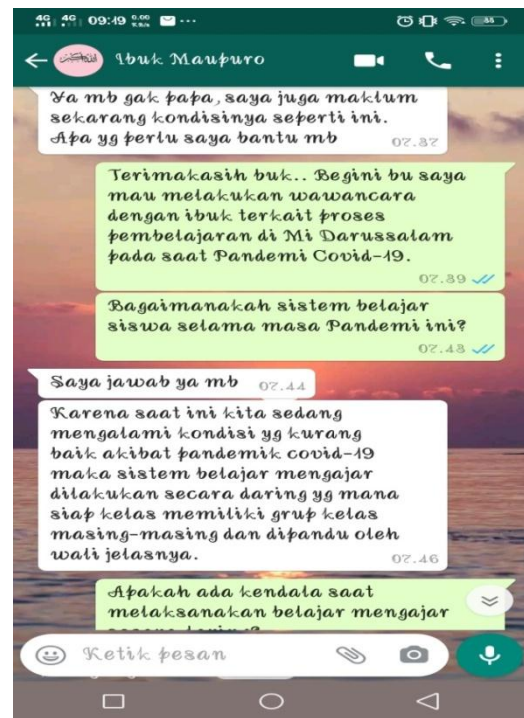 4G 4G 09:49 0.00 K/s ...
85
Ibuk Maupuro
Ya mb gak papa, saya juga maklum
sekarang kondisinya seperti ini.
Apa yg perlu saya bantu mb
07.37
Terimakasih buk.. Begini bu saya
mau melakukan wawancara
dengan ibuk terkait proses
pembelajaran di Mi Darussalam
pada saat Pandemi Covid-19.
07.39
Bagaimanakah sistem belajar
siswa selama masa Pandemi ini?
07.43
Saya jawab ya mb 07.44
Karena saat ini kita sedang
mengalami kondisi yg kurang
baik akibat pandemik covid-19
maka sistem belajar mengajar
dilakukan secara daring yg mana
siap kelas memiliki grup kelas
masing-masing dan dipandu oleh
wali jelasnya.
07.46
Apakah ada kendala saat
melaksanakan belajar mengajar
Ketik pesan